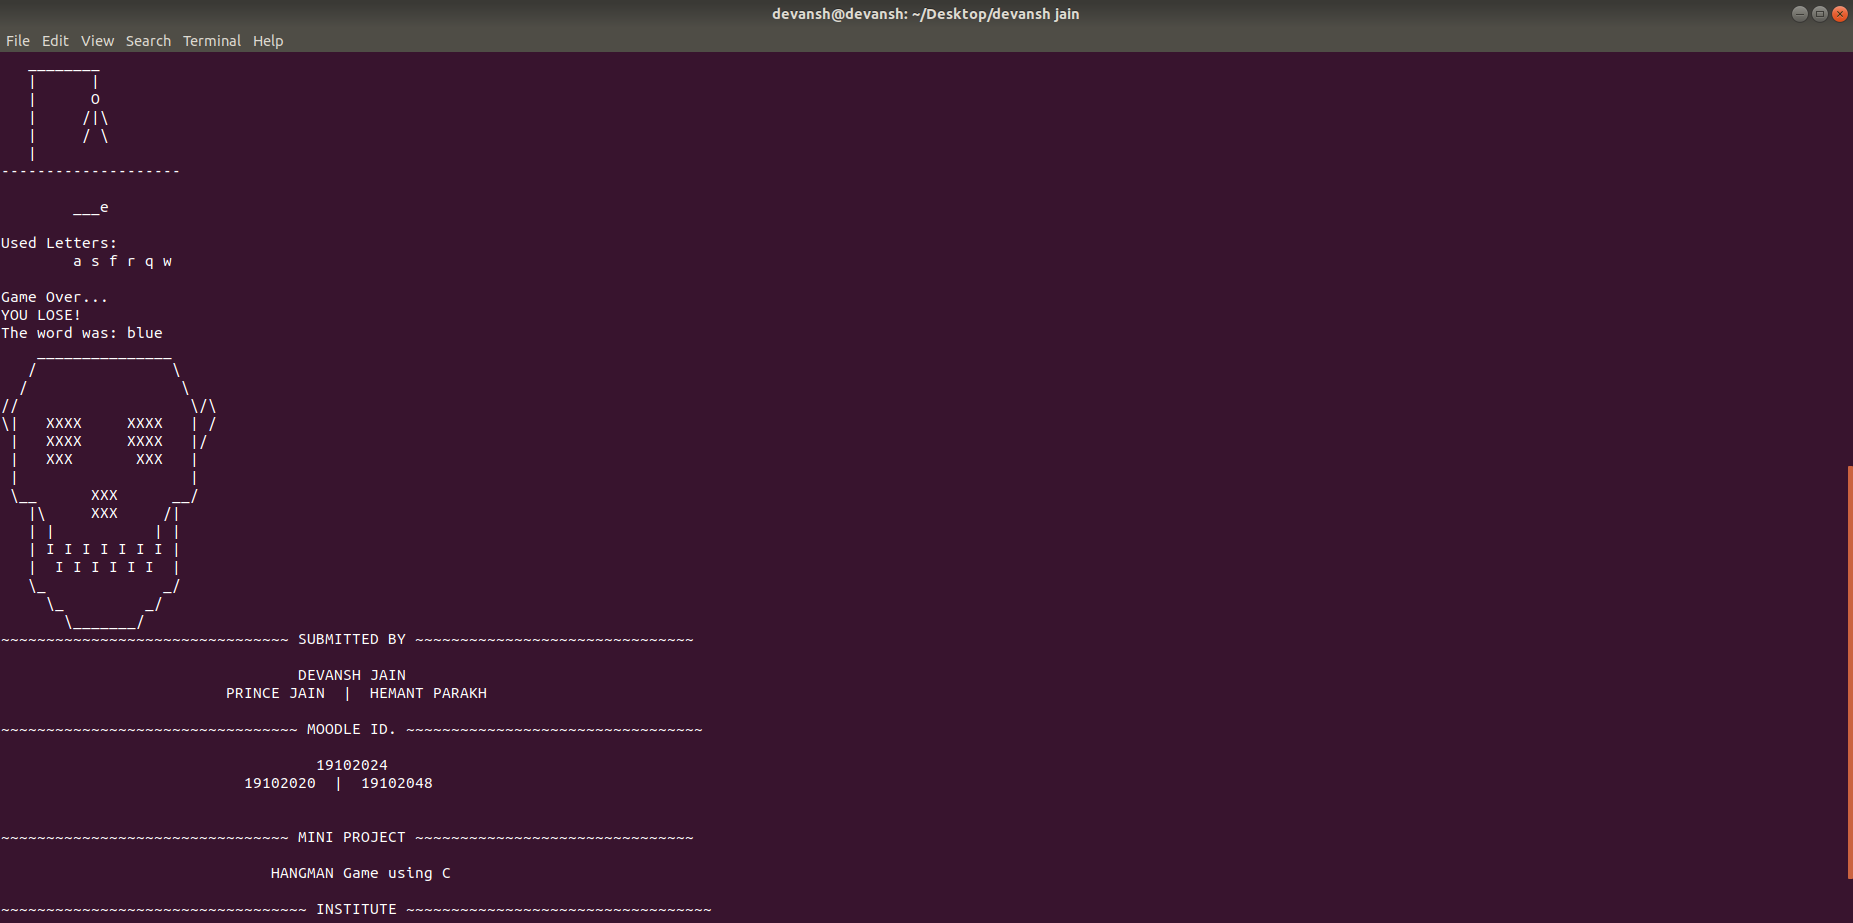 devansh@devansh: ~/Desktop/devansh jain
File Edit View Search Terminal Help
   ________
   |      |
   |      O
   |     /|\
   |     / \
   |
--------------------
        ___e
Used Letters:
        a s f r q w
Game Over...
YOU LOSE!
The word was: blue
    _______________
   /               \
  /                 \
//                   \/\
\|   XXXX     XXXX   | /
 |   XXXX     XXXX   |/
 |   XXX       XXX   |
 |                   |
 \__      XXX      __/
   |\     XXX     /|
   | |           | |
   | I I I I I I I |
   |  I I I I I I  |
   \_             _/
     \_         _/
       \_______/
~~~~~~~~~~~~~~~~~~~~~~~~~~~~~~~~ SUBMITTED BY ~~~~~~~~~~~~~~~~~~~~~~~~~~~~~~~
                                 DEVANSH JAIN
                         PRINCE JAIN  |  HEMANT PARAKH
~~~~~~~~~~~~~~~~~~~~~~~~~~~~~~~~~ MOODLE ID. ~~~~~~~~~~~~~~~~~~~~~~~~~~~~~~~~~
                                   19102024
                           19102020  |  19102048
~~~~~~~~~~~~~~~~~~~~~~~~~~~~~~~~ MINI PROJECT ~~~~~~~~~~~~~~~~~~~~~~~~~~~~~~~
                              HANGMAN Game using C
~~~~~~~~~~~~~~~~~~~~~~~~~~~~~~~~~~ INSTITUTE ~~~~~~~~~~~~~~~~~~~~~~~~~~~~~~~~~~